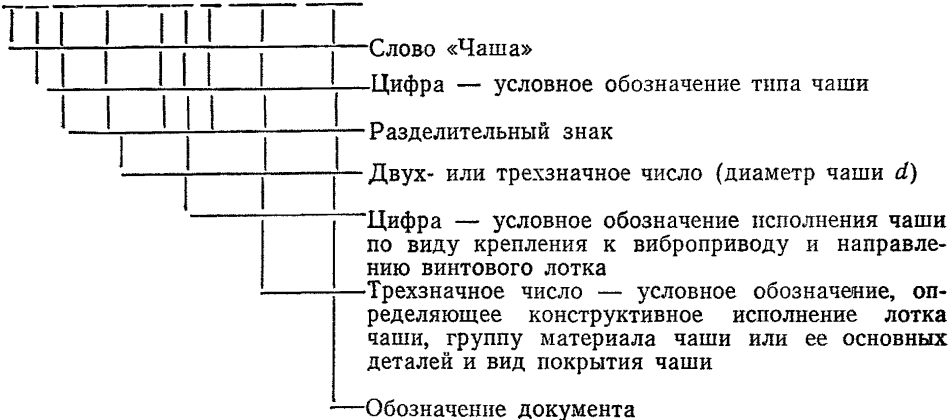 Слово «Чаша»
Цифра — условное обозначение типа чаши
Разделительный знак
Двух- или трехзначное число (диаметр чаши d)
Цифра — условное обозначение исполнения чаши
по виду крепления к виброприводу и направле-
нию винтового лотка
Трехзначное число — условное обозначение, оп-
ределяющее конструктивное исполнение лотка
чаши, группу материала чаши или ее основных
деталей и вид покрытия чаши
Обозначение документа